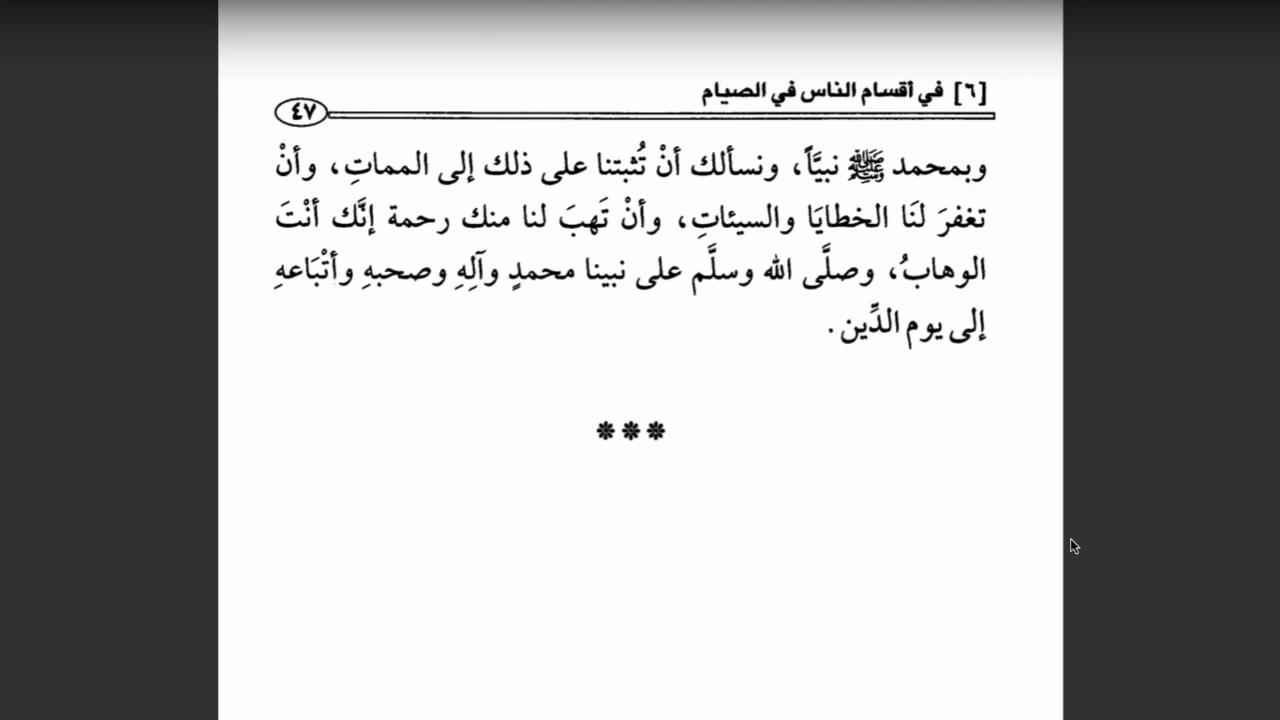 [٦] في أقسام الناس في الصيام
٤٧
وبمحمد ﷺ نبيَّاً، ونسألك أنْ تُثبتنا على ذلك إلى المماتِ، وأنْ
تغفرَ لنَا الخطايَا والسيئاتِ، وأنْ تَهبَ لنا منك رحمة إنَّك أنْتَ
الوهابُ، وصلَّى الله وسلَّم على نبينا محمدٍ وآلِهِ وصحبهِ وأتْبَاعهِ
إلى يوم الدِّين.
***